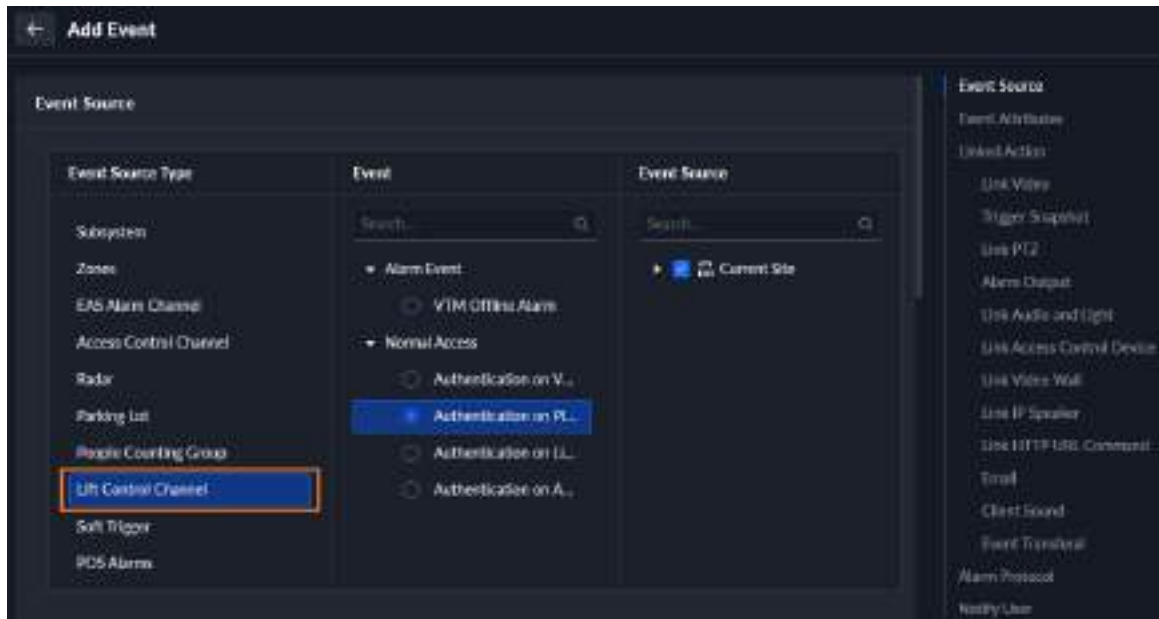 Add Event
Event Source
Event Source Type
Subsystem
Zones
EAS Alarm Channel
Access Control Channel
Radar
Parking Lot
People Counting Group
Lift Control Channel
Soft Trigger
POS Alarms
Event
Search...
Alarm Event
VTM Offline Alarm
Normal Access
Authentication on V...
Authentication on Pl...
Authentication on Li...
Authentication on A...
Event Source
Search...
Current Site
Event Source
Event Attributes
Linked Action
Link Video
Trigger Snapshot
Link PTZ
Alarm Output
Link Audio and Light
Link Access Control Device
Link Video Wall
Link IP Speaker
Link HTTP URL Command
Email
Client Sound
Event Transferal
Alarm Protocol
Notify User